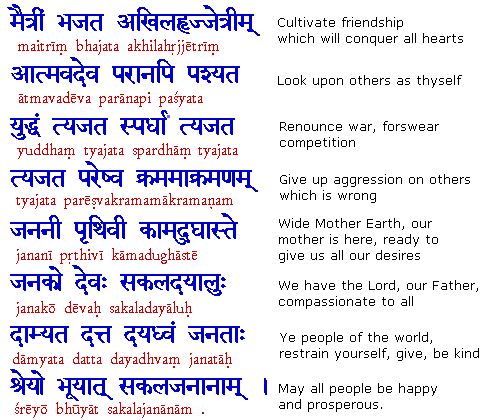 मैत्रीं भजत अखिलहृज्जेत्रीम्
maitrīṃ bhajata akhilahṛjjētrīṃ
Cultivate friendship
which will conquer all hearts
आत्मवदेव परानपि पश्यत
ātmavadēva parānapi paśyata
Look upon others as thyself
युद्धं त्यजत स्पर्धां त्यजत
yuddhaṃ tyajata spardhāṃ tyajata
Renounce war, forswear
competition
त्यजत परेष्व क्रममाक्रमणम्
tyajata parēṣvakramamākramaṇaṃ
Give up aggression on others
which is wrong
जननी पृथिवी कामदुघास्ते
jananī pṛthivī kāmadughāstē
Wide Mother Earth, our
mother is here, ready to
give us all our desires
जनको देवः सकलदयालुः
janakō dēvaḥ sakaladayāluḥ
We have the Lord, our Father,
compassionate to all
दाम्यत दत्त दयध्वं जनताः
dāmyata datta dayadhvaṃ janatāḥ
Ye people of the world,
restrain yourself, give, be kind
श्रेयो भूयात् सकलजनानाम् ।
śrēyō bhūyāt sakalajanānām .
May all people be happy
and prosperous.